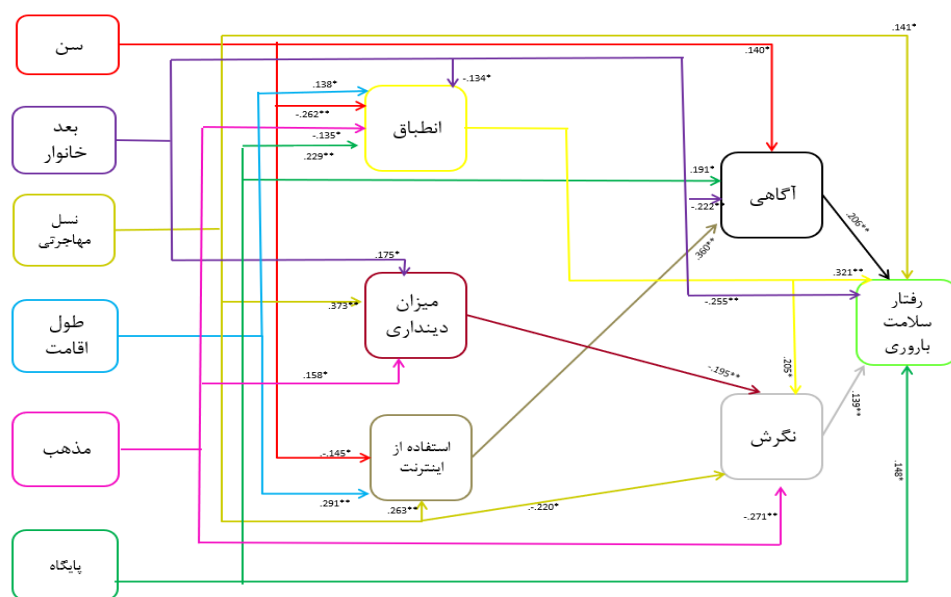 سن
بعد
خانوار
نسل
مهاجرتی
طول
اقامت
مذهب
پایگاه
انطباق
میزان
دینداری
استفاده از
اینترنت
آگاهی
نگرش
رفتار
سلامت
باروری
.141*
.140*
-.134*
.138*
-.262**
-.135*
.229**
.191*
-.222**
.206**
.360**
.175*
.321**
-.255**
.373**
.158*
-.195**
.205*
.139**
-.145*
.291**
.263**
-.220*
-.271**
.148*